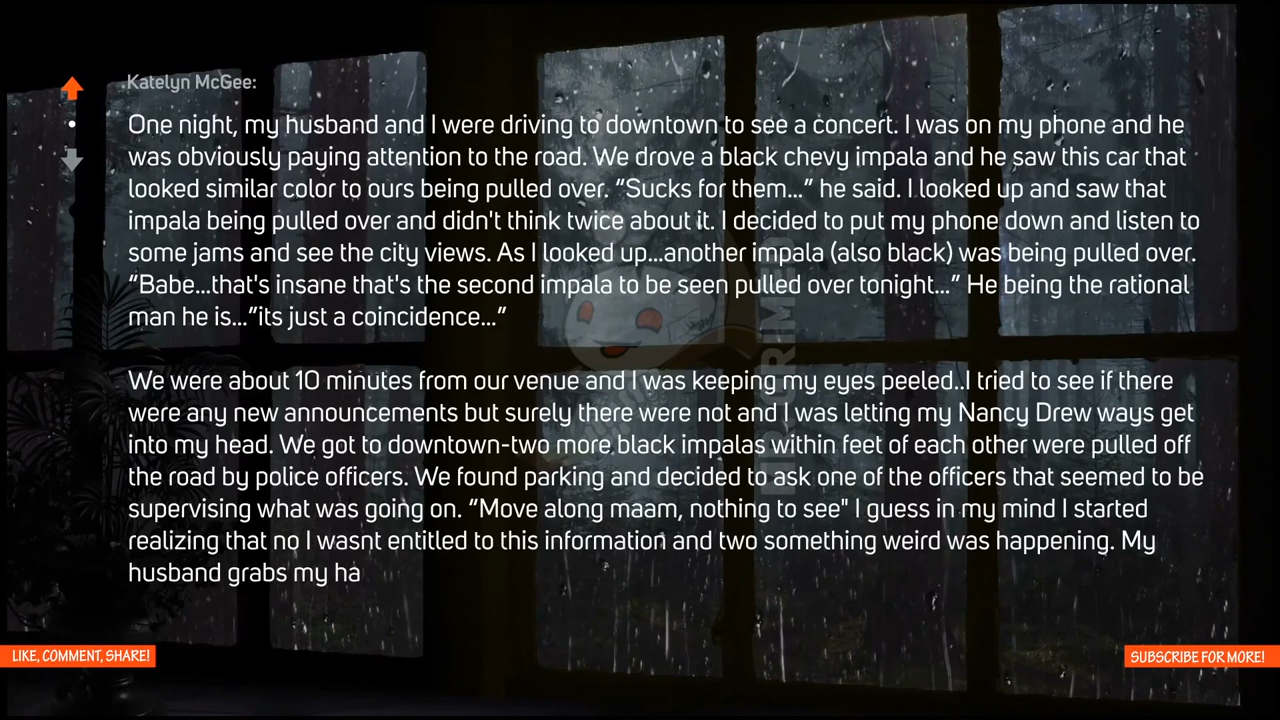 Katelyn McGee:
One night, my husband and I were driving to downtown to see a concert. I was on my phone and he
was obviously paying attention to the road. We drove a black chevy impala and he saw this car that
looked similar color to ours being pulled over. “Sucks for them...” he said. I looked up and saw that
impala being pulled over and didn't think twice about it. I decided to put my phone down and listen to
some jams and see the city views. As I looked up...another impala (also black) was being pulled over.
“Babe...that's insane that's the second impala to be seen pulled over tonight...” He being the rational
man he is...”its just a coincidence...”
We were about 10 minutes from our venue and I was keeping my eyes peeled..I tried to see if there
were any new announcements but surely there were not and I was letting my Nancy Drew ways get
into my head. We got to downtown-two more black impalas within feet of each other were pulled off
the road by police officers. We found parking and decided to ask one of the officers that seemed to be
supervising what was going on. “Move along maam, nothing to see" I guess in my mind I started
realizing that no I wasnt entitled to this information and two something weird was happening. My
husband grabs my ha
LIKE, COMMENT, SHARE!
SUBSCRIBE FOR MORE!